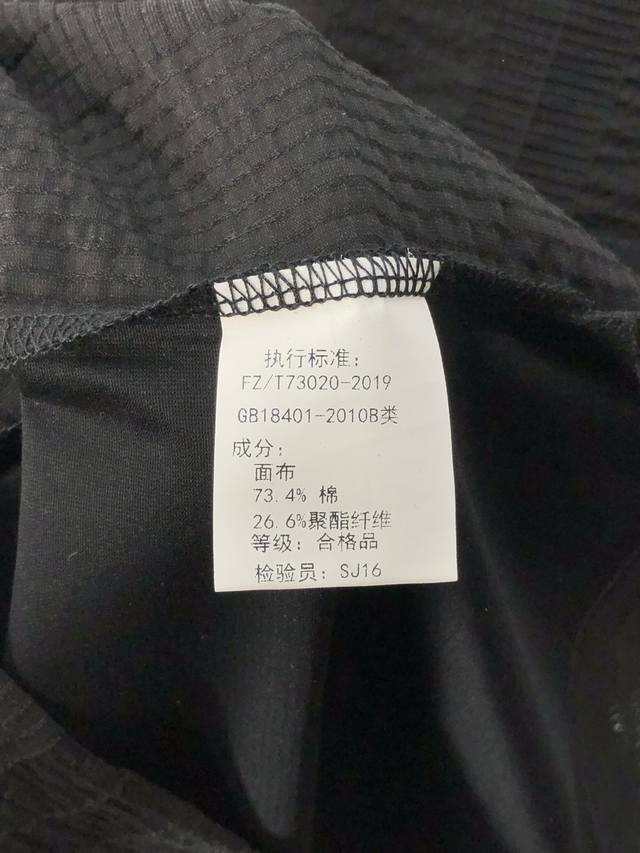 执行标准:
FZ/T73020-2019
GB18401-2010B类
成分:
面布
73.4% 棉
26.6%聚酯纤维
等级: 合格品
检验员: SJ16